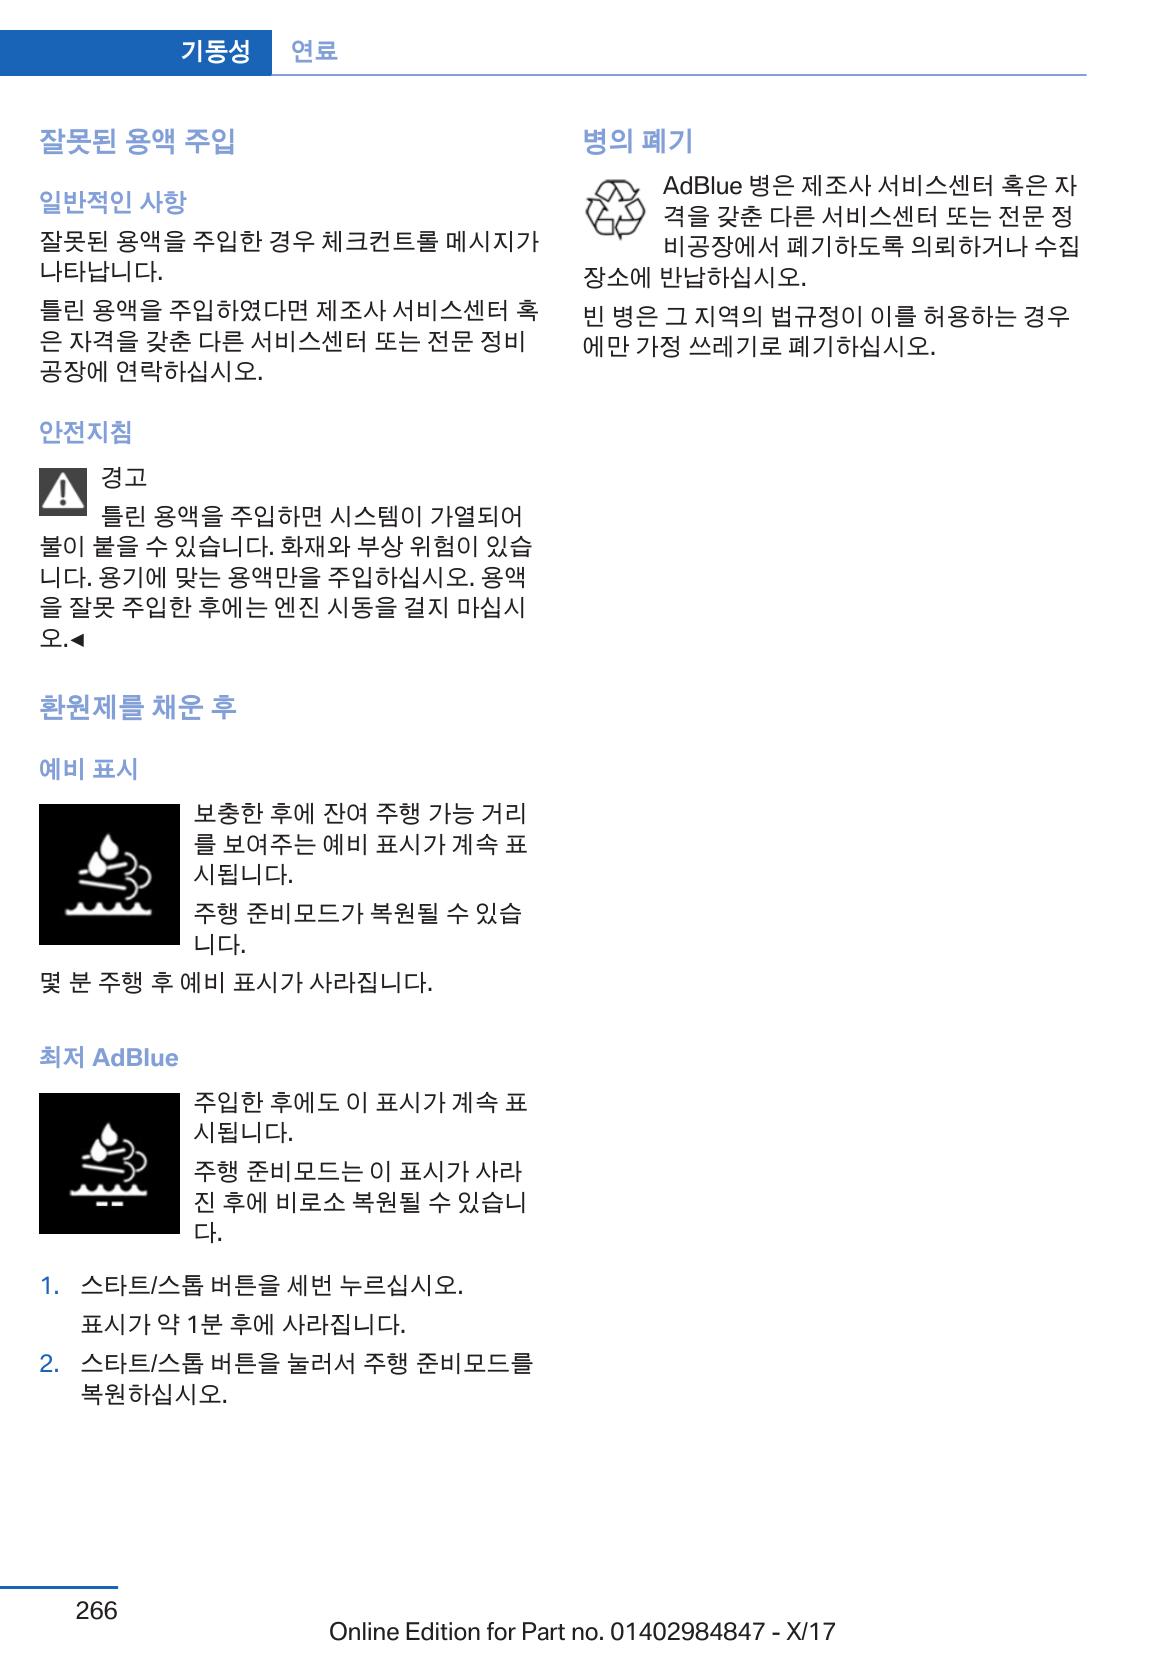 기동성 연료
잘못된 용액 주입
일반적인 사항
잘못된 용액을 주입한 경우 체크컨트롤 메시지가
나타납니다.
틀린 용액을 주입하였다면 제조사 서비스센터 혹
은 자격을 갖춘 다른 서비스센터 또는 전문 정비
공장에 연락하십시오.
안전지침
경고
틀린 용액을 주입하면 시스템이 가열되어
불이 붙을 수 있습니다. 화재와 부상 위험이 있습
니다. 용기에 맞는 용액만을 주입하십시오. 용액
을 잘못 주입한 후에는 엔진 시동을 걸지 마십시
오.◄
환원제를 채운 후
예비 표시
보충한 후에 잔여 주행 가능 거리
를 보여주는 예비 표시가 계속 표
시됩니다.
주행 준비모드가 복원될 수 있습
니다.
몇 분 주행 후 예비 표시가 사라집니다.
최저 AdBlue
주입한 후에도 이 표시가 계속 표
시됩니다.
주행 준비모드는 이 표시가 사라
진 후에 비로소 복원될 수 있습니
다.
1. 스타트/스톱 버튼을 세번 누르십시오.
표시가 약 1분 후에 사라집니다.
2. 스타트/스톱 버튼을 눌러서 주행 준비모드를
복원하십시오.
병의 폐기
AdBlue 병은 제조사 서비스센터 혹은 자
격을 갖춘 다른 서비스센터 또는 전문 정
비공장에서 폐기하도록 의뢰하거나 수집
장소에 반납하십시오.
빈 병은 그 지역의 법규정이 이를 허용하는 경우
에만 가정 쓰레기로 폐기하십시오.
266
Online Edition for Part no. 01402984847 - X/17